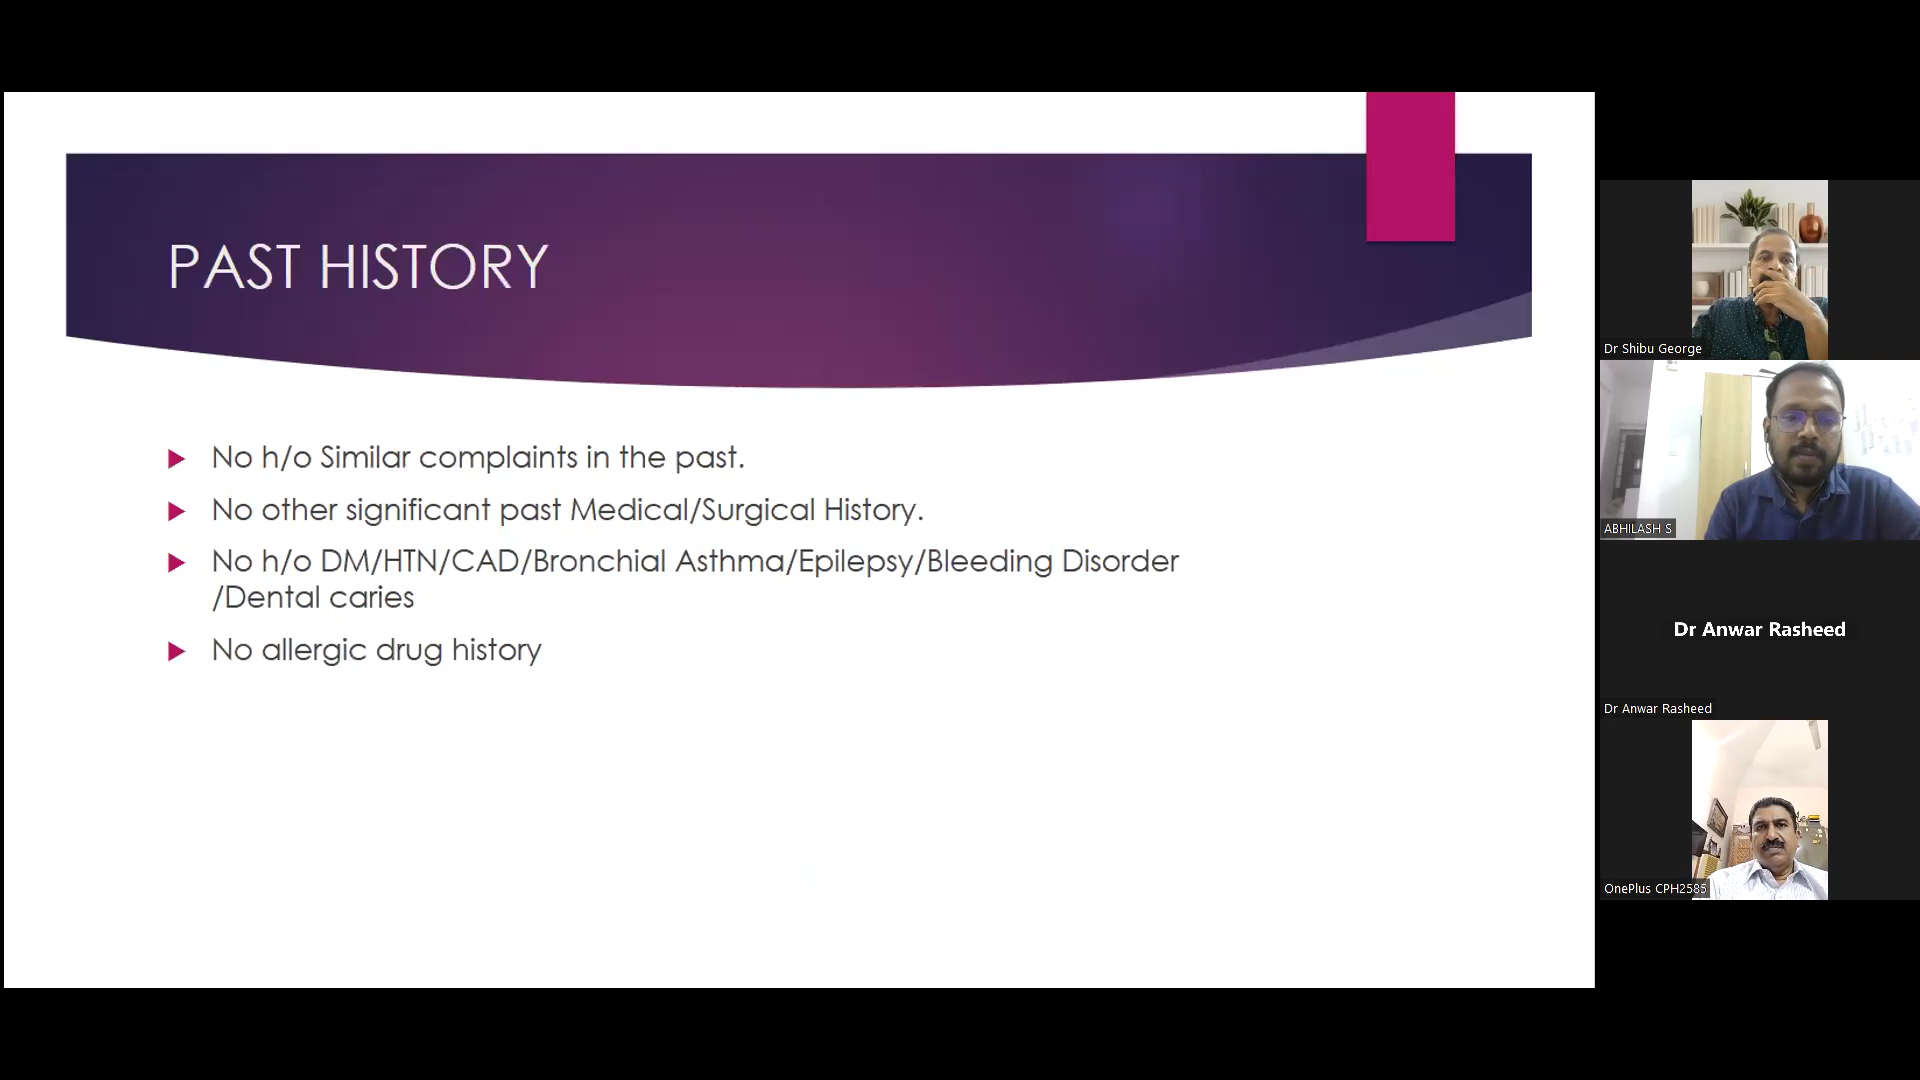 PAST HISTORY
No h/o Similar complaints in the past.
No other significant past Medical/Surgical History.
No h/o DM/HTN/CAD/Bronchial Asthma/Epilepsy/Bleeding Disorder
/Dental caries
No allergic drug history
Dr Shibu George
ABHILASH S
Dr Anwar Rasheed
Dr Anwar Rasheed
OnePlus CPH2585